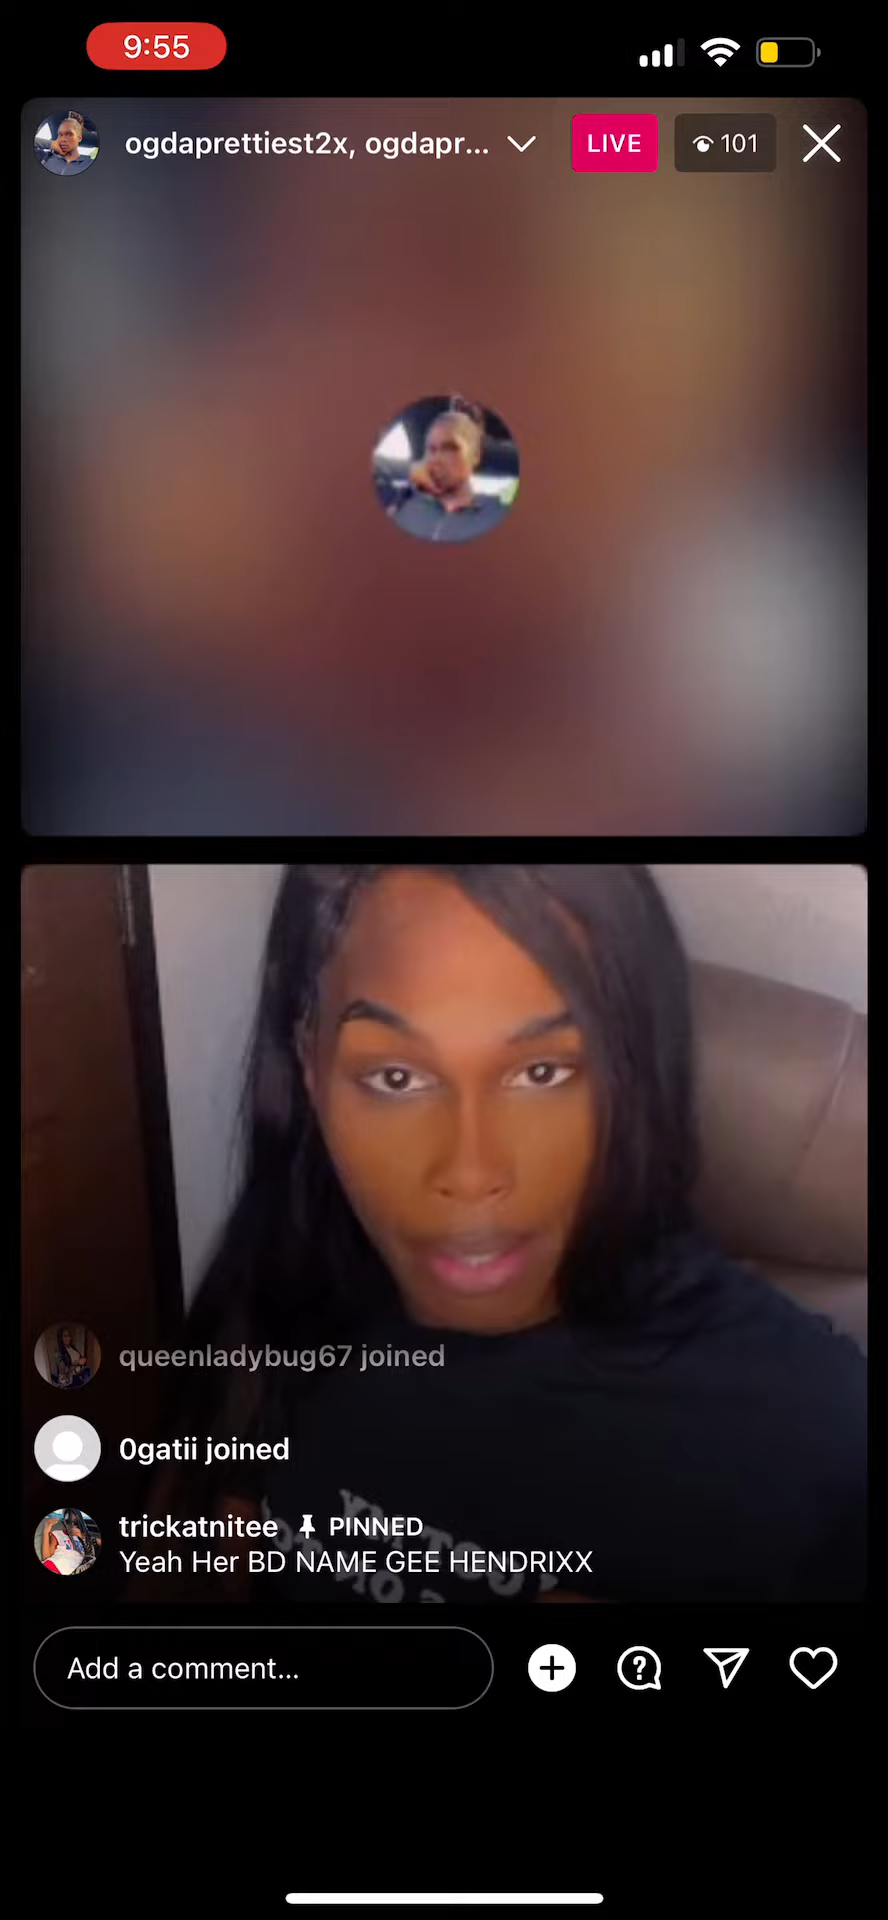 9:55
ogdaprettiest2x, ogdapr...
LIVE
101
queenladybug67 joined
0gatii joined
trickatnitee PINNED
Yeah Her BD NAME GEE HENDRIXX
Add a comment...